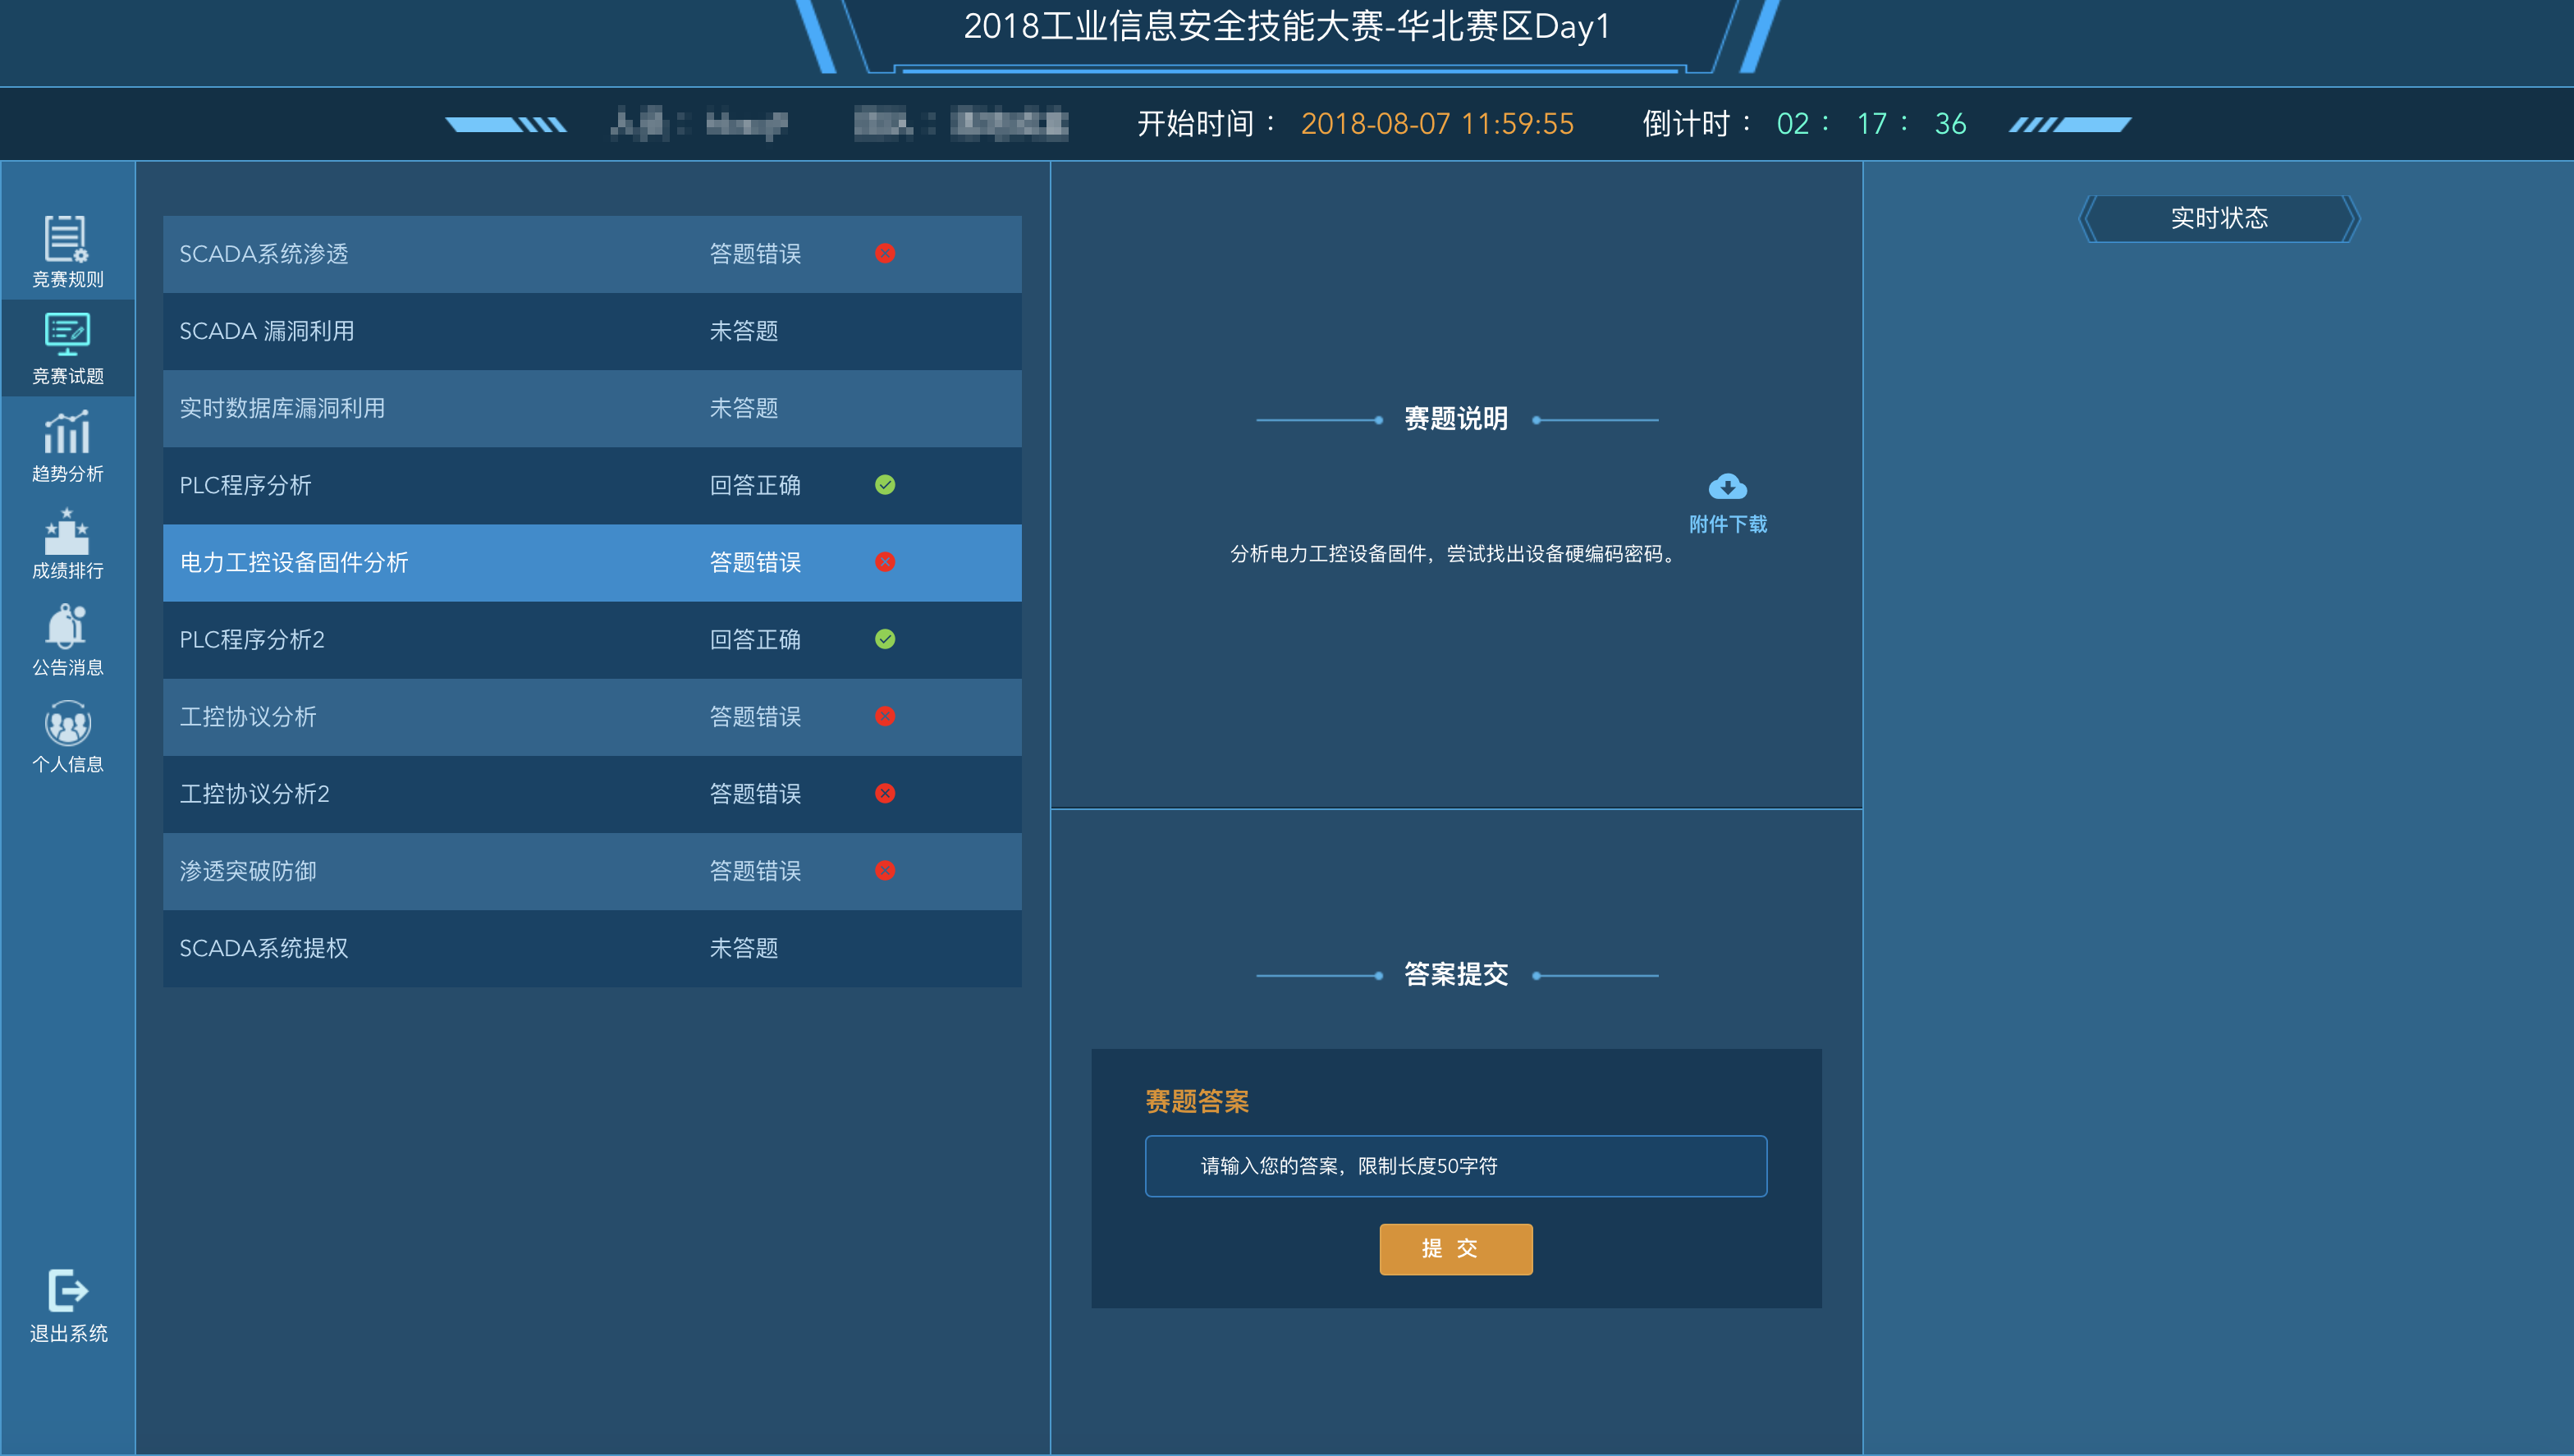 2018工业信息安全技能大赛-华北赛区Day1
开始时间： 2018-08-07 11:59:55 倒计时： 02： 17： 36
竞赛规则
竞赛试题
趋势分析
成绩排行
公告消息
个人信息
退出系统
SCADA系统渗透 答题错误
SCADA 漏洞利用 未答题
实时数据库漏洞利用 未答题
PLC程序分析 回答正确
电力工控设备固件分析 答题错误
PLC程序分析2 回答正确
工控协议分析 答题错误
工控协议分析2 答题错误
渗透突破防御 答题错误
SCADA系统提权 未答题
赛题说明
附件下载
分析电力工控设备固件，尝试找出设备硬编码密码。
答案提交
赛题答案
请输入您的答案，限制长度50字符
提 交
实时状态